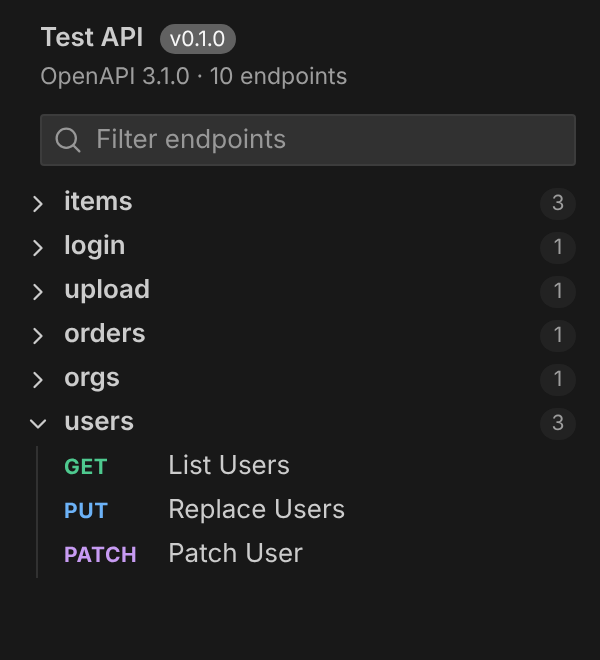 Test API v0.1.0
OpenAPI 3.1.0 · 10 endpoints
Filter endpoints
items 3
login 1
upload 1
orders 1
orgs 1
users 3
GET List Users
PUT Replace Users
PATCH Patch User